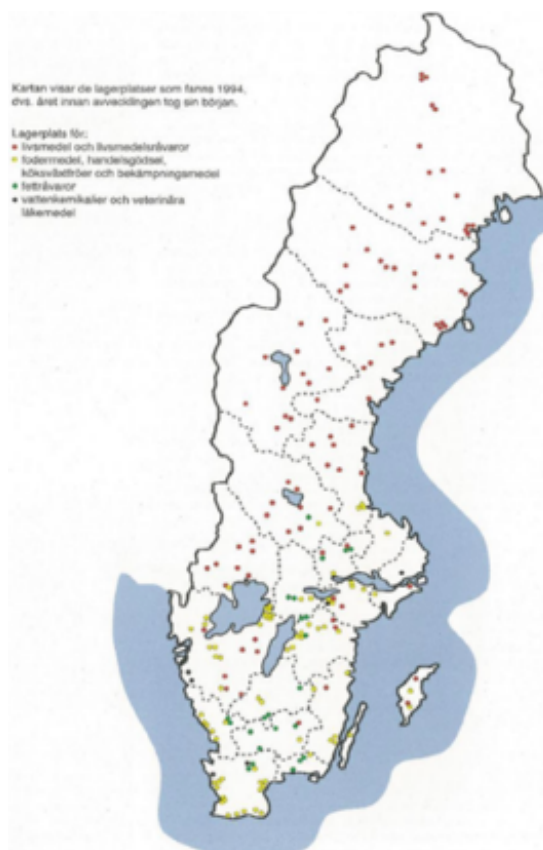 Kartan visar de lagerplatser som fanns 1994,
dvs. året innan avvecklingen tog sin början.
Lagerplats för:
livsmedel och livsmedelsråvaror
fodermedel, handelsgödsel,
köksväxtfröer och bekämpningsmedel
fettråvaror
vattenkemikalier och veterinära
läkemedel